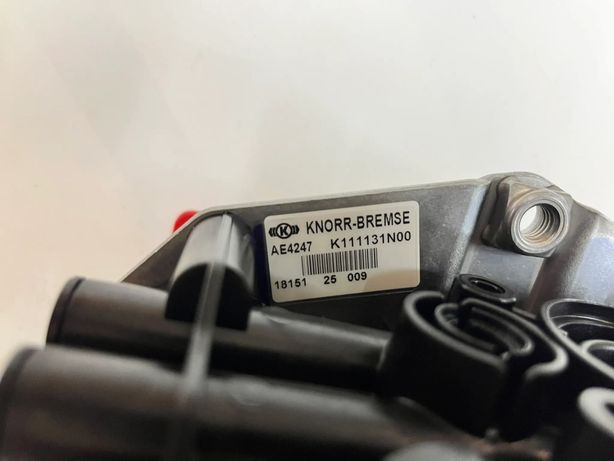 K KNORR-BREMSE
AE4247 K111131N00
18151 25 009